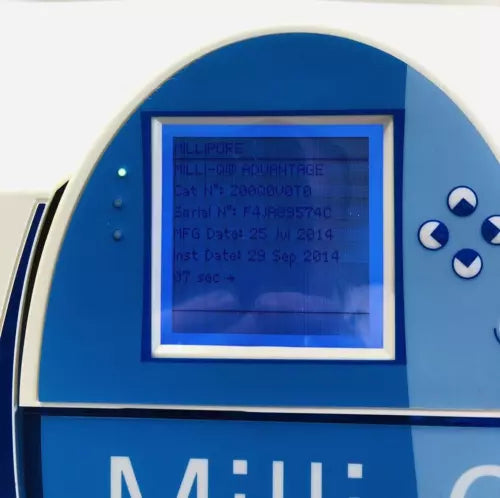 MILLIPORE
MILLI-Q® ADVANTAGE
Cat N°: Z00Q0V0T0
Serial N°: F4JA89574C
MFG Date: 25 Jul 2014
Inst Date: 29 Sep 2014
07 sec →
Milli